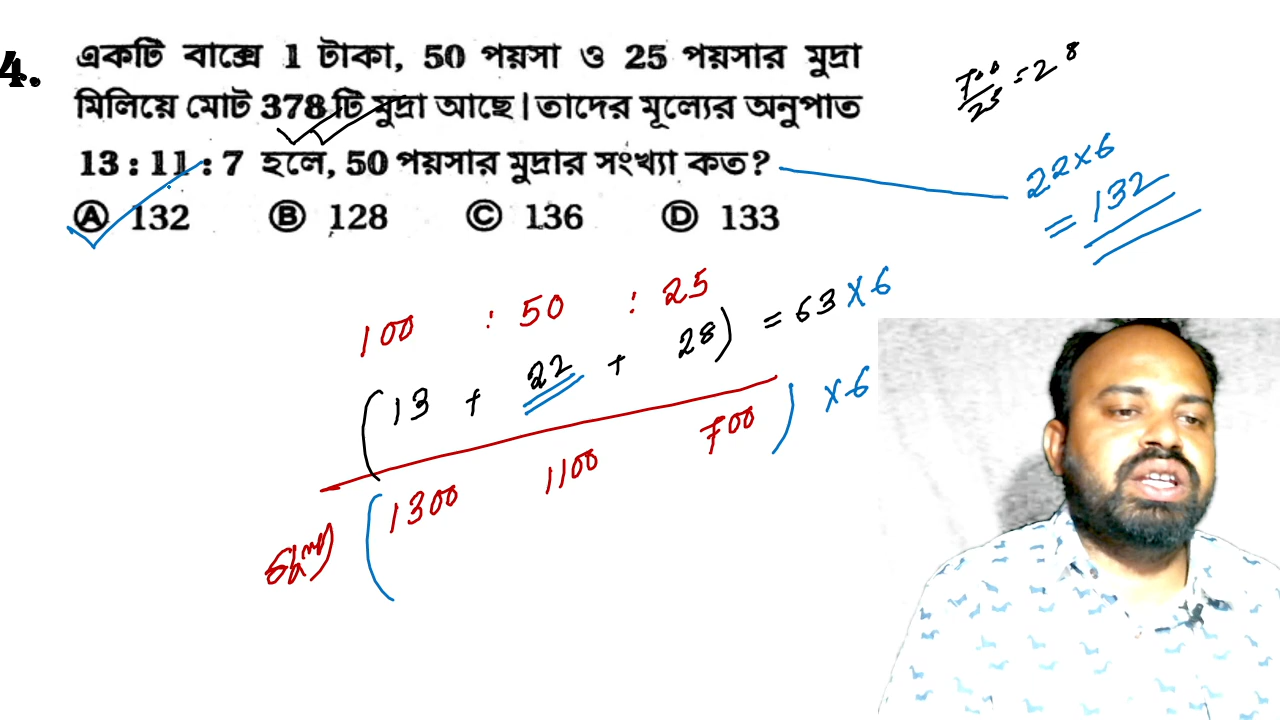 4. একটি বাক্সে 1 টাকা, 50 পয়সা ও 25 পয়সার মুদ্রা
মিলিয়ে মোট 378 টি মুদ্রা আছে। তাদের মূল্যের অনুপাত
13 : 11 : 7 হলে, 50 পয়সার মুদ্রার সংখ্যা কত?
Ⓐ 132 Ⓑ 128 Ⓒ 136 Ⓓ 133
700/25 = 28
22×6
= 132
100 : 50 : 25
(13 + 22 + 28) = 63 × 6
(1300 1100 700) × 6